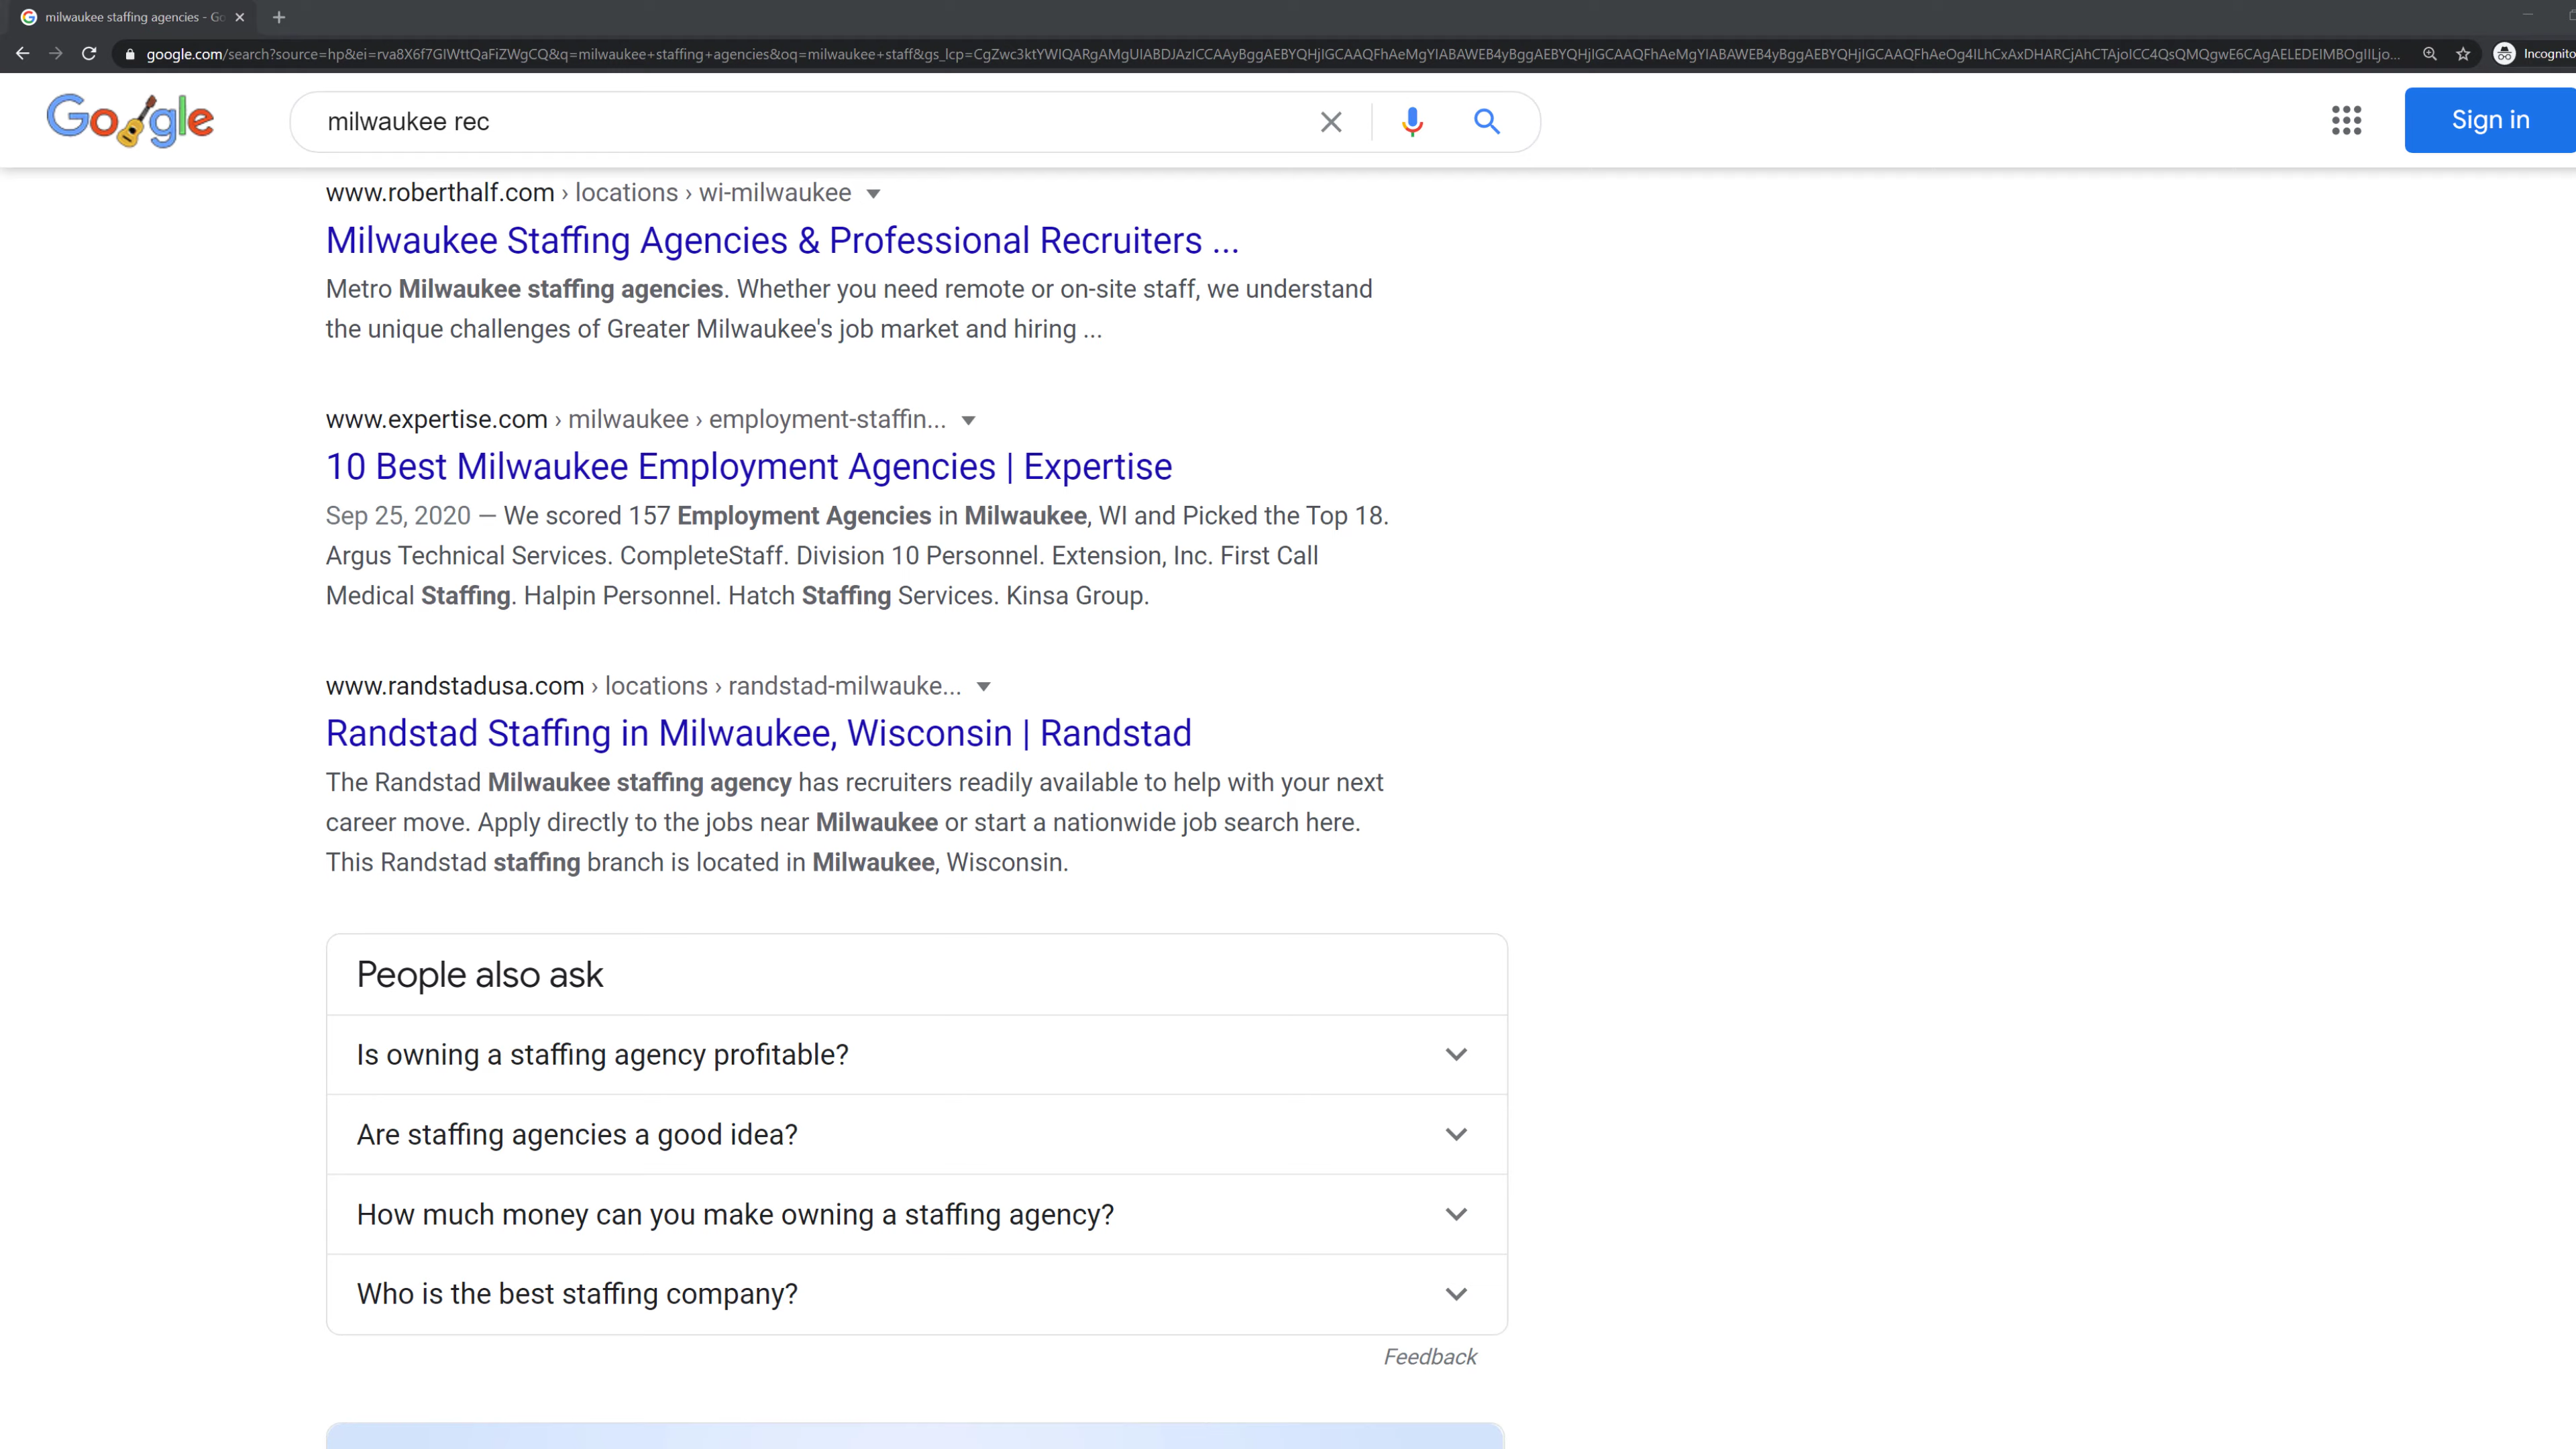 milwaukee staffing agencies - Go
google.com/search?source=hp&ei=rva8X6f7GIWttQaFiZWgCQ&q=milwaukee+staffing+agencies&oq=milwaukee+staff&gs_lcp=
Incognito
Google
milwaukee rec
Sign in
www.roberthalf.com › locations › wi-milwaukee
Milwaukee Staffing Agencies & Professional Recruiters ...
Metro Milwaukee staffing agencies. Whether you need remote or on-site staff, we understand
the unique challenges of Greater Milwaukee's job market and hiring ...
www.expertise.com › milwaukee › employment-staffin...
10 Best Milwaukee Employment Agencies | Expertise
Sep 25, 2020 — We scored 157 Employment Agencies in Milwaukee, WI and Picked the Top 18.
Argus Technical Services. CompleteStaff. Division 10 Personnel. Extension, Inc. First Call
Medical Staffing. Halpin Personnel. Hatch Staffing Services. Kinsa Group.
www.randstadusa.com › locations › randstad-milwauke...
Randstad Staffing in Milwaukee, Wisconsin | Randstad
The Randstad Milwaukee staffing agency has recruiters readily available to help with your next
career move. Apply directly to the jobs near Milwaukee or start a nationwide job search here.
This Randstad staffing branch is located in Milwaukee, Wisconsin.
People also ask
Is owning a staffing agency profitable?
Are staffing agencies a good idea?
How much money can you make owning a staffing agency?
Who is the best staffing company?
Feedback